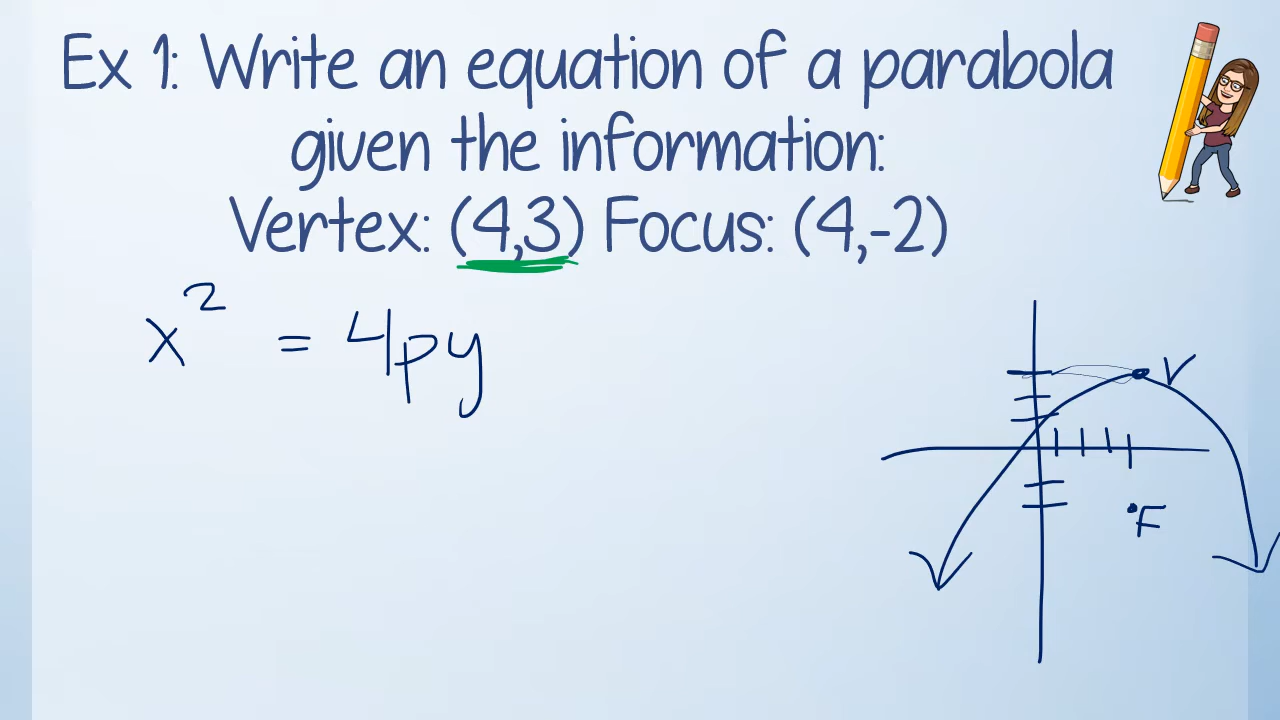 Ex 1: Write an equation of a parabola
given the information:
Vertex: (4,3) Focus: (4,-2)
x² = 4py
V
F